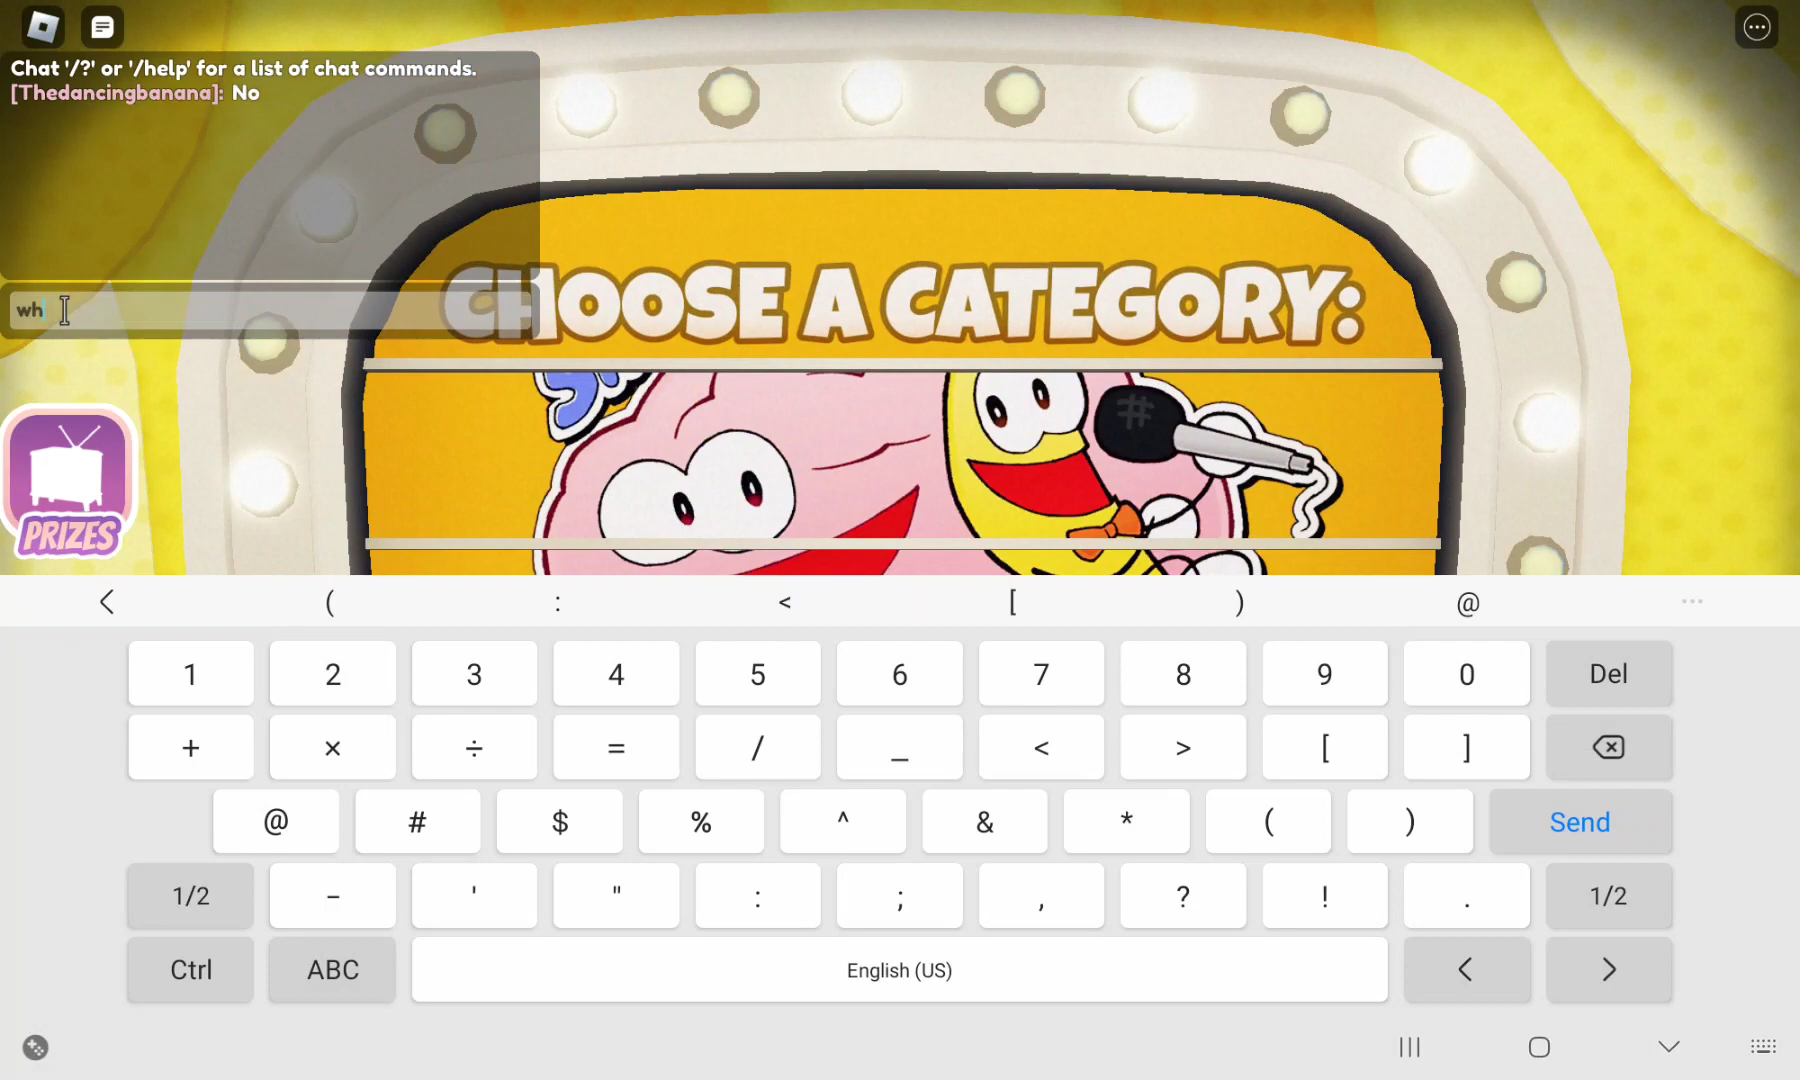 Chat '/?' or '/help' for a list of chat commands.
[Thedancingbanana]: No
wh
CHOOSE A CATEGORY:
PRIZES
( : < [ ) @
1 2 3 4 5 6 7 8 9 0 Del
+ × ÷ = / _ < > [ ]
@ # $ % ^ & * ( ) Send
1/2 - ' " : ; , ? ! . 1/2
Ctrl ABC English (US) < >